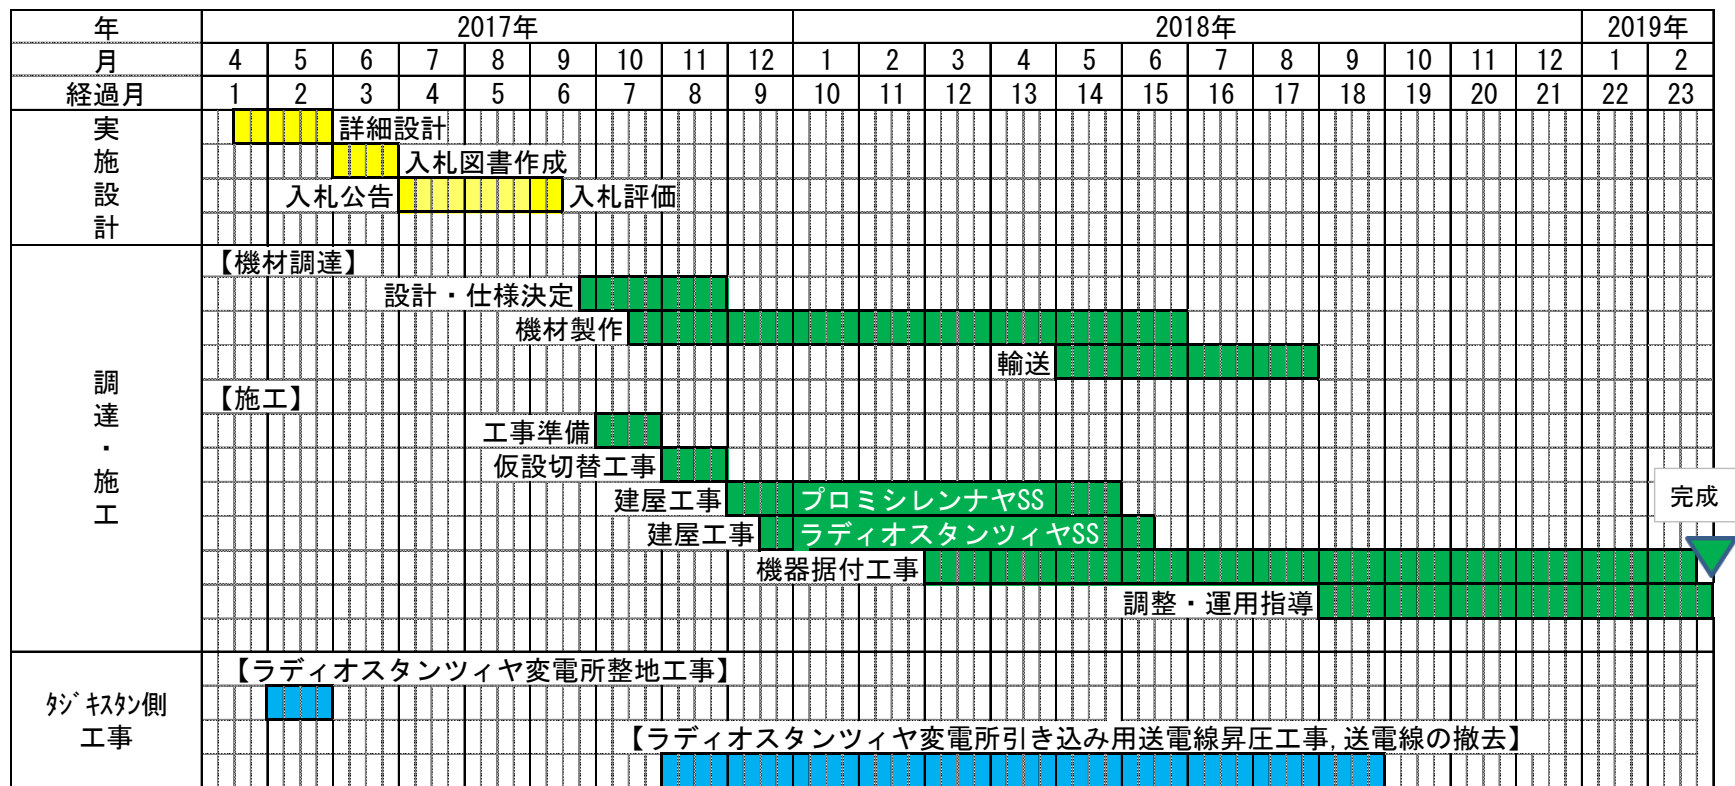 年 2017年 2018年 2019年
月 4 5 6 7 8 9 10 11 12 1 2 3 4 5 6 7 8 9 10 11 12 1 2
経過月 1 2 3 4 5 6 7 8 9 10 11 12 13 14 15 16 17 18 19 20 21 22 23
実施設計
詳細設計
入札図書作成
入札公告 入札評価
調達・施工
【機材調達】
設計・仕様決定
機材製作
輸送
【施工】
工事準備
仮設切替工事
建屋工事 プロミシレンナヤSS
建屋工事 ラディオスタンツィヤSS
機器据付工事
調整・運用指導
完成
ﾀｼﾞｷｽﾀﾝ側
工事
【ラディオスタンツィヤ変電所整地工事】
【ラディオスタンツィヤ変電所引き込み用送電線昇圧工事,送電線の撤去】